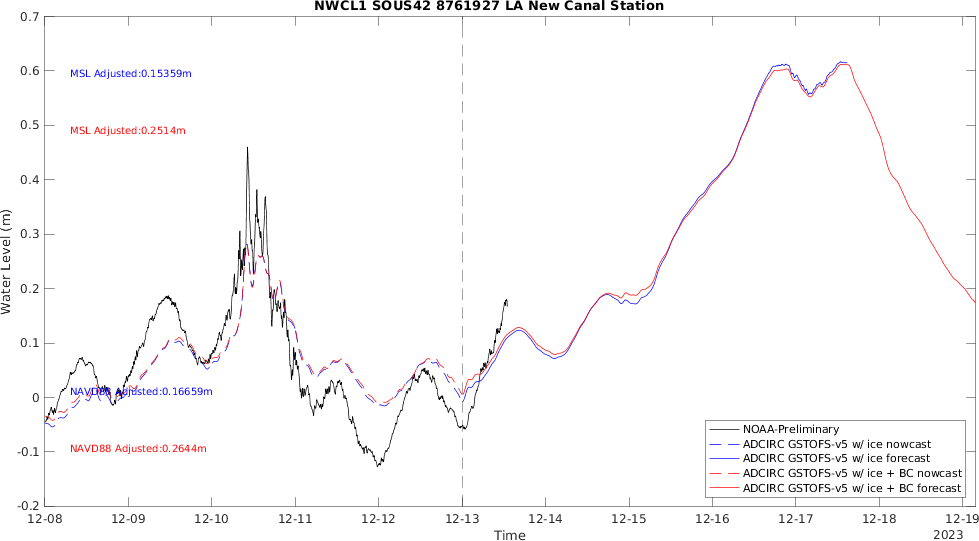 NWCL1 SOUS42 8761927 LA New Canal Station
0.7
0.6
0.5
0.4
0.3
0.2
0.1
0
-0.1
-0.2
Water Level (m)
MSL Adjusted:0.15359m
MSL Adjusted:0.2514m
NAVD88 Adjusted:0.16659m
NAVD88 Adjusted:0.2644m
NOAA-Preliminary
ADCIRC GSTOFS-v5 w/ ice nowcast
ADCIRC GSTOFS-v5 w/ ice forecast
ADCIRC GSTOFS-v5 w/ ice + BC nowcast
ADCIRC GSTOFS-v5 w/ ice + BC forecast
12-08 12-09 12-10 12-11 12-12 12-13 12-14 12-15 12-16 12-17 12-18 12-19
Time
2023